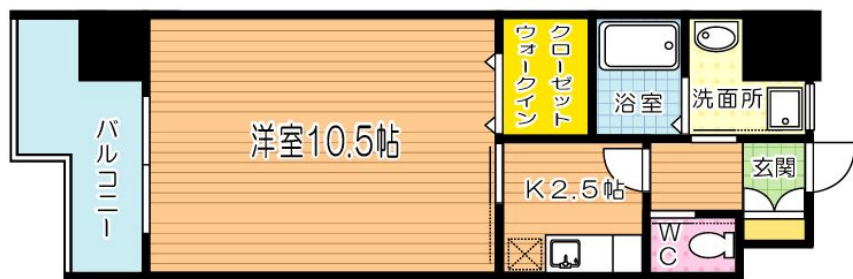 バルコニー
洋室10.5帖
ウォークイン
クローゼット
浴室
洗面所
K2.5帖
玄関
WC